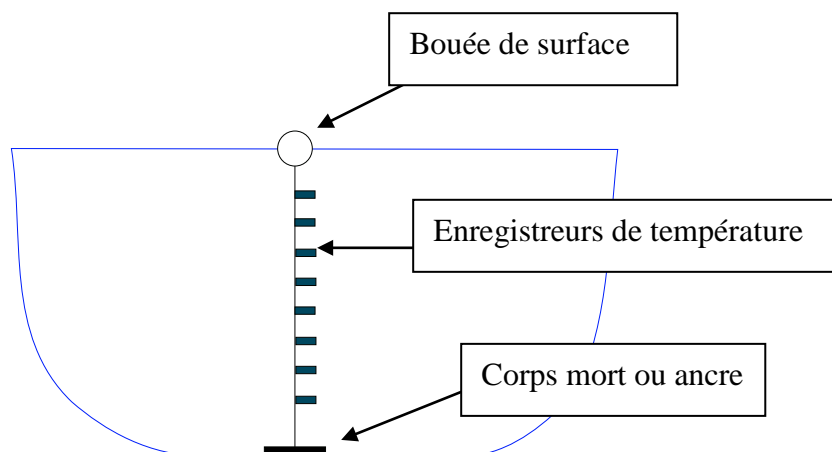 Bouée de surface
Enregistreurs de température
Corps mort ou ancre